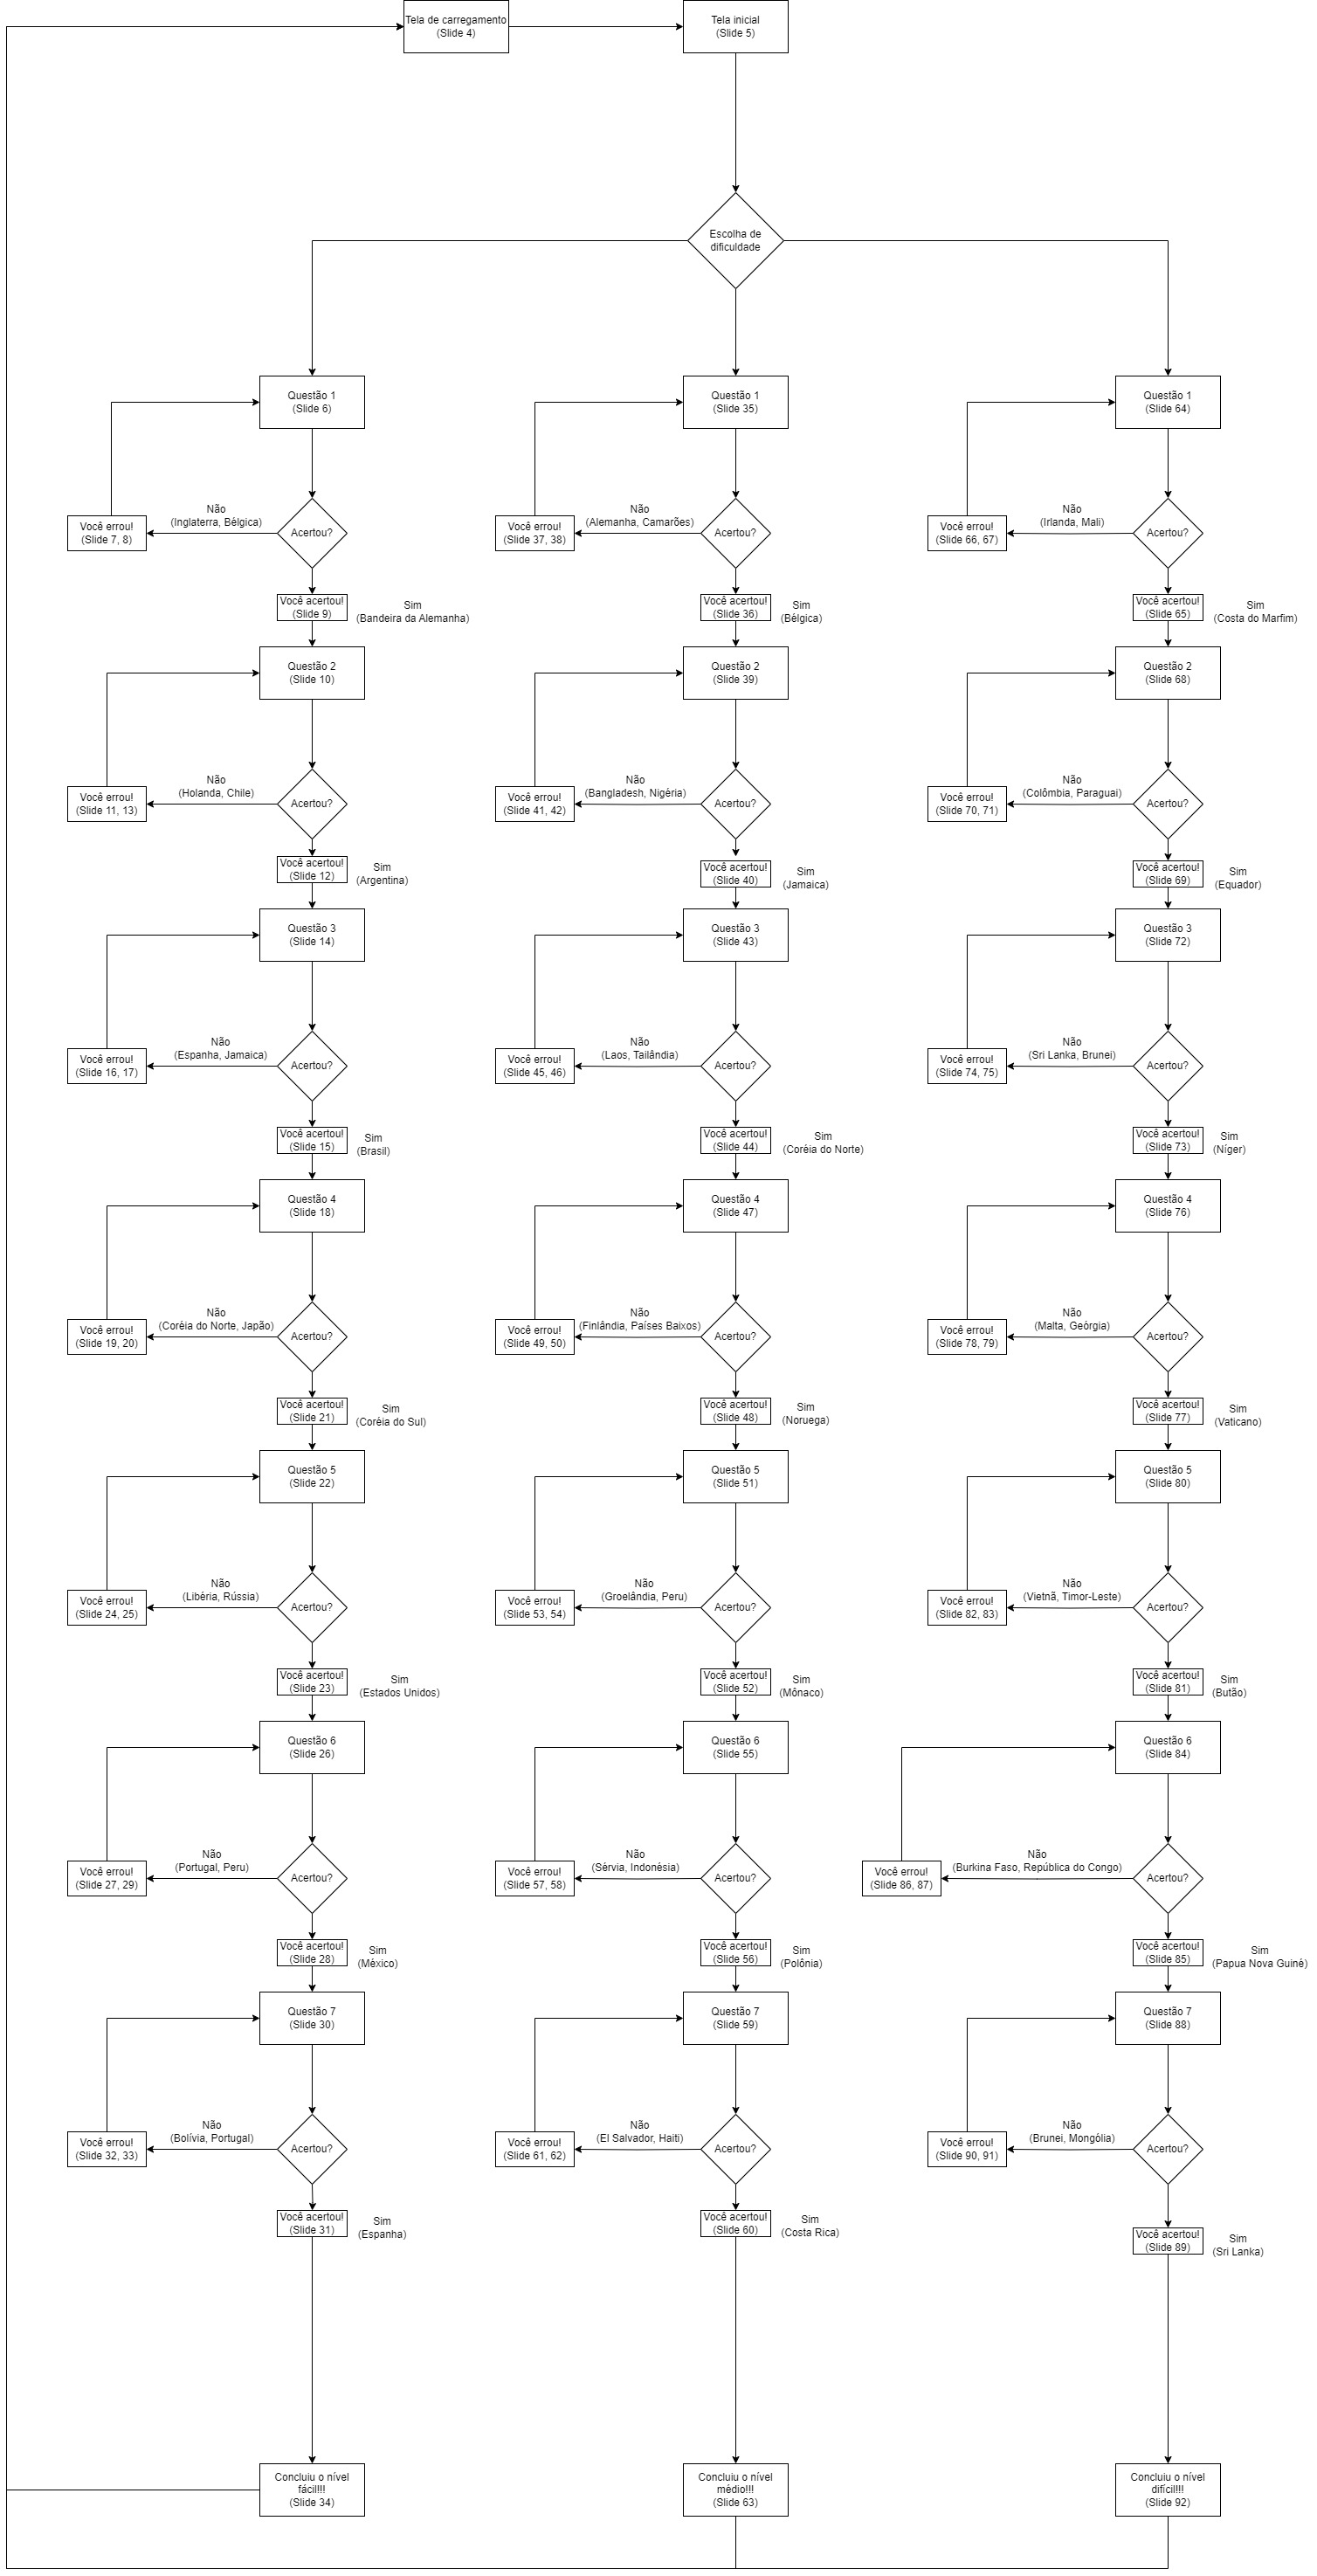 Tela de carregamento
(Slide 4)
Tela inicial
(Slide 5)
Escolha de
dificuldade
Questão 1
(Slide 6)
Não
(Inglaterra, Bélgica)
Você errou!
(Slide 7, 8)
Acertou?
Você acertou!
(Slide 9)
Sim
(Bandeira da Alemanha)
Questão 2
(Slide 10)
Não
(Holanda, Chile)
Você errou!
(Slide 11, 13)
Acertou?
Você acertou!
(Slide 12)
Sim
(Argentina)
Questão 3
(Slide 14)
Não
(Espanha, Jamaica)
Você errou!
(Slide 16, 17)
Acertou?
Você acertou!
(Slide 15)
Sim
(Brasil)
Questão 4
(Slide 18)
Não
(Coréia do Norte, Japão)
Você errou!
(Slide 19, 20)
Acertou?
Você acertou!
(Slide 21)
Sim
(Coréia do Sul)
Questão 5
(Slide 22)
Não
(Libéria, Rússia)
Você errou!
(Slide 24, 25)
Acertou?
Você acertou!
(Slide 23)
Sim
(Estados Unidos)
Questão 6
(Slide 26)
Não
(Portugal, Peru)
Você errou!
(Slide 27, 29)
Acertou?
Você acertou!
(Slide 28)
Sim
(México)
Questão 7
(Slide 30)
Não
(Bolívia, Portugal)
Você errou!
(Slide 32, 33)
Acertou?
Você acertou!
(Slide 31)
Sim
(Espanha)
Concluiu o nível
fácil!!!
(Slide 34)
Questão 1
(Slide 35)
Não
(Alemanha, Camarões)
Você errou!
(Slide 37, 38)
Acertou?
Você acertou!
(Slide 36)
Sim
(Bélgica)
Questão 2
(Slide 39)
Não
(Bangladesh, Nigéria)
Você errou!
(Slide 41, 42)
Acertou?
Você acertou!
(Slide 40)
Sim
(Jamaica)
Questão 3
(Slide 43)
Não
(Laos, Tailândia)
Você errou!
(Slide 45, 46)
Acertou?
Você acertou!
(Slide 44)
Sim
(Coréia do Norte)
Questão 4
(Slide 47)
Não
(Finlândia, Países Baixos)
Você errou!
(Slide 49, 50)
Acertou?
Você acertou!
(Slide 48)
Sim
(Noruega)
Questão 5
(Slide 51)
Não
(Groelândia, Peru)
Você errou!
(Slide 53, 54)
Acertou?
Você acertou!
(Slide 52)
Sim
(Mônaco)
Questão 6
(Slide 55)
Não
(Sérvia, Indonésia)
Você errou!
(Slide 57, 58)
Acertou?
Você acertou!
(Slide 56)
Sim
(Polônia)
Questão 7
(Slide 59)
Não
(El Salvador, Haiti)
Você errou!
(Slide 61, 62)
Acertou?
Você acertou!
(Slide 60)
Sim
(Costa Rica)
Concluiu o nível
médio!!!
(Slide 63)
Questão 1
(Slide 64)
Não
(Irlanda, Mali)
Você errou!
(Slide 66, 67)
Acertou?
Você acertou!
(Slide 65)
Sim
(Costa do Marfim)
Questão 2
(Slide 68)
Não
(Colômbia, Paraguai)
Você errou!
(Slide 70, 71)
Acertou?
Você acertou!
(Slide 69)
Sim
(Equador)
Questão 3
(Slide 72)
Não
(Sri Lanka, Brunei)
Você errou!
(Slide 74, 75)
Acertou?
Você acertou!
(Slide 73)
Sim
(Níger)
Questão 4
(Slide 76)
Não
(Malta, Geórgia)
Você errou!
(Slide 78, 79)
Acertou?
Você acertou!
(Slide 77)
Sim
(Vaticano)
Questão 5
(Slide 80)
Não
(Vietnã, Timor-Leste)
Você errou!
(Slide 82, 83)
Acertou?
Você acertou!
(Slide 81)
Sim
(Butão)
Questão 6
(Slide 84)
Não
(Burkina Faso, República do Congo)
Você errou!
(Slide 86, 87)
Acertou?
Você acertou!
(Slide 85)
Sim
(Papua Nova Guiné)
Questão 7
(Slide 88)
Não
(Brunei, Mongólia)
Você errou!
(Slide 90, 91)
Acertou?
Você acertou!
(Slide 89)
Sim
(Sri Lanka)
Concluiu o nível
difícil!!!
(Slide 92)